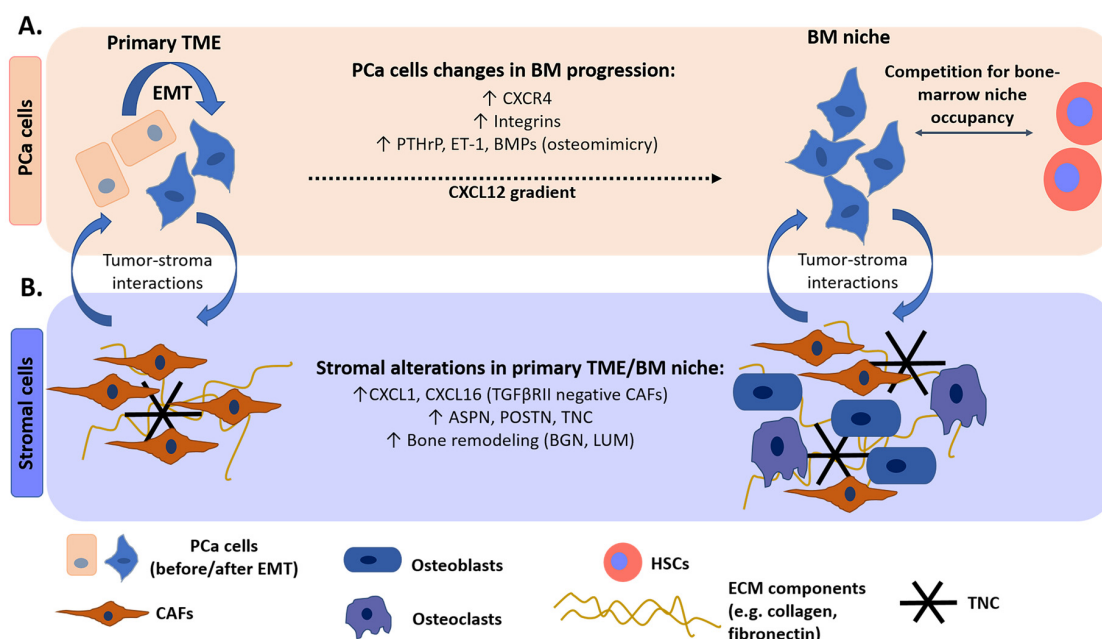 A.
Primary TME
EMT
PCa cells
PCa cells changes in BM progression:
↑ CXCR4
↑ Integrins
↑ PTHrP, ET-1, BMPs (osteomimicry)
CXCL12 gradient
BM niche
Competition for bone-
marrow niche
occupancy
Tumor-stroma
interactions
Tumor-stroma
interactions
B.
Stromal cells
Stromal alterations in primary TME/BM niche:
↑CXCL1, CXCL16 (TGFβRII negative CAFs)
↑ ASPN, POSTN, TNC
↑ Bone remodeling (BGN, LUM)
PCa cells
(before/after EMT)
CAFs
Osteoblasts
Osteoclasts
HSCs
ECM components
(e.g. collagen,
fibronectin)
TNC